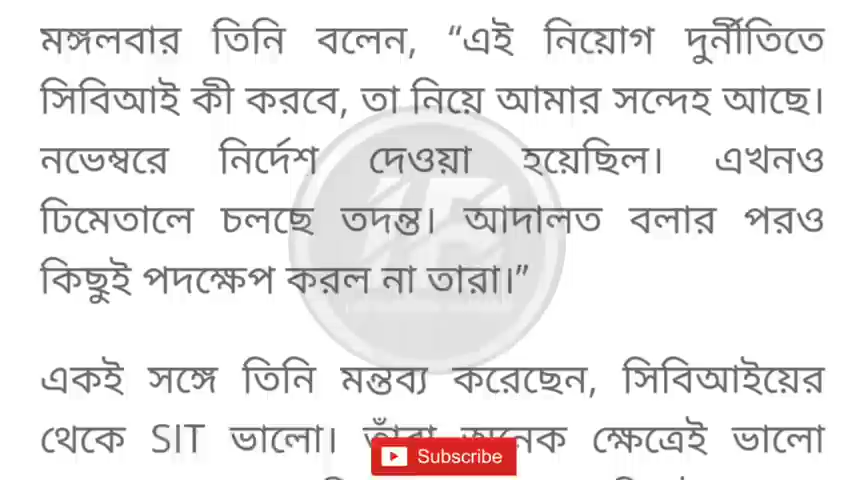 মঙ্গলবার তিনি বলেন, “এই নিয়োগ দুর্নীতিতে
সিবিআই কী করবে, তা নিয়ে আমার সন্দেহ আছে।
নভেম্বরে নির্দেশ দেওয়া হয়েছিল। এখনও
ঢিমেতালে চলছে তদন্ত। আদালত বলার পরও
কিছুই পদক্ষেপ করল না তারা।”
একই সঙ্গে তিনি মন্তব্য করেছেন, সিবিআইয়ের
থেকে SIT ভালো। তাঁরা অনেক ক্ষেত্রেই ভালো
Subscribe